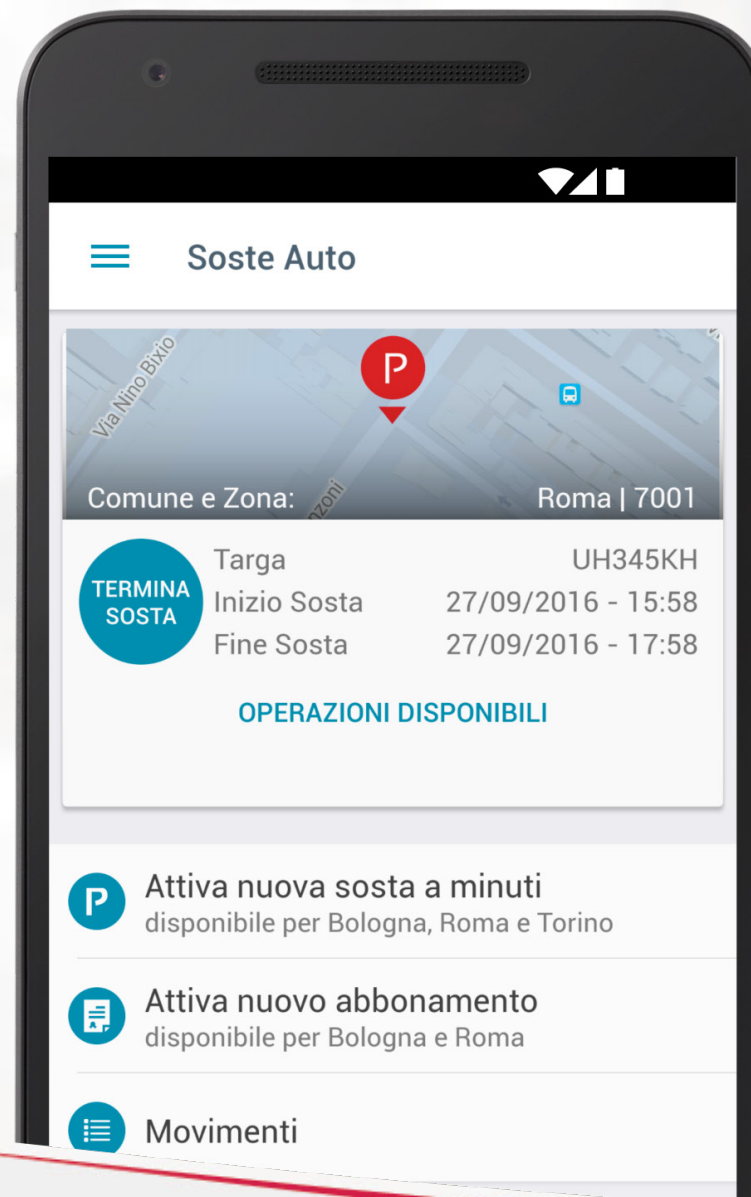 Soste Auto
Via Nino Bixio
P
nzoni
Comune e Zona:
Roma | 7001
TERMINA
SOSTA
Targa
UH345KH
Inizio Sosta
27/09/2016 - 15:58
Fine Sosta
27/09/2016 - 17:58
OPERAZIONI DISPONIBILI
P
Attiva nuova sosta a minuti
disponibile per Bologna, Roma e Torino
Attiva nuovo abbonamento
disponibile per Bologna e Roma
Movimenti